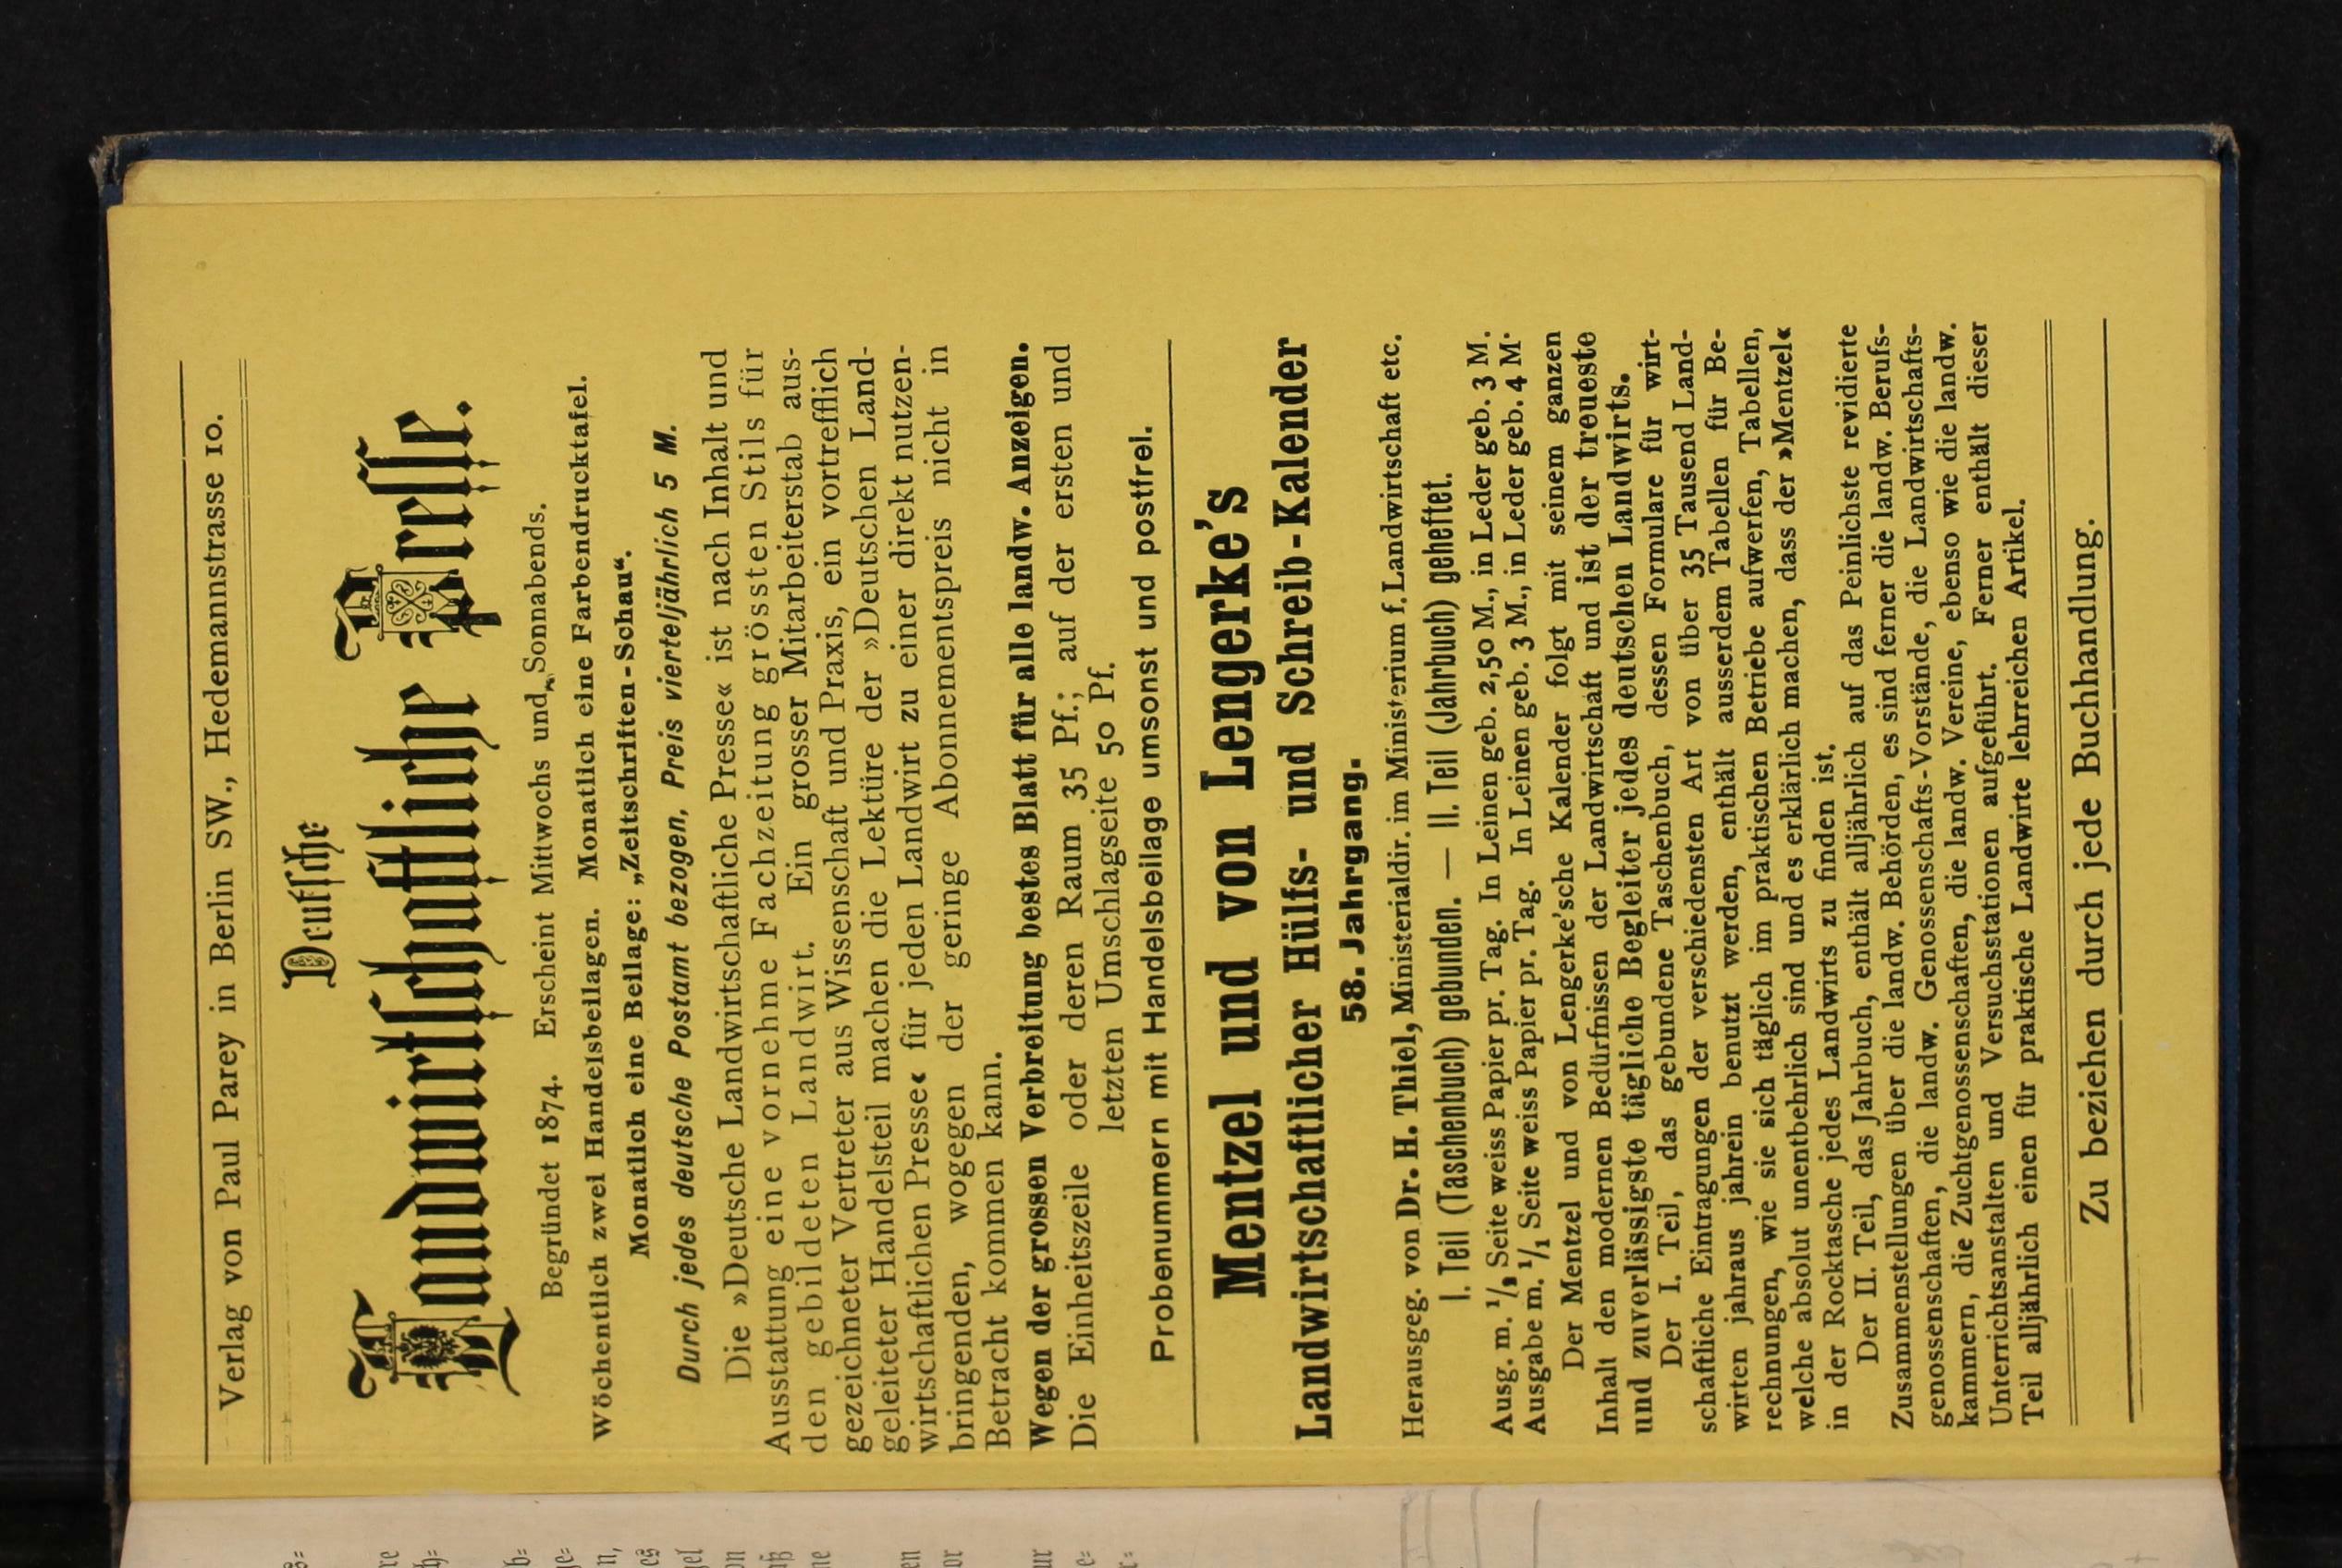 Verlag von Paul Parey in Berlin SW., Hedemannstrasse 10.
Deutsche
Landwirtschaftliche Presse.
Begründet 1874. Erscheint Mittwochs und Sonnabends.
Wöchentlich zwei Handelsbeilagen. Monatlich eine Farbendrucktafel.
Monatlich eine Beilage: „Zeitschriften-Schau“.
Durch jedes deutsche Postamt bezogen, Preis vierteljährlich 5 M.
Die »Deutsche Landwirtschaftliche Presse« ist nach Inhalt und
Ausstattung eine vornehme Fachzeitung grössten Stils für
den gebildeten Landwirt. Ein grosser Mitarbeiterstab aus-
gezeichneter Vertreter aus Wissenschaft und Praxis, ein vortrefflich
geleiteter Handelsteil machen die Lektüre der »Deutschen Land-
wirtschaftlichen Presse« für jeden Landwirt zu einer direkt nutzen-
bringenden, wogegen der geringe Abonnementspreis nicht in
Betracht kommen kann.
Wegen der grossen Verbreitung bestes Blatt für alle landw. Anzeigen.
Die Einheitszeile oder deren Raum 35 Pf.; auf der ersten und
letzten Umschlagseite 50 Pf.
Probenummern mit Handelsbeilage umsonst und postfrei.
Mentzel und von Lengerke's
Landwirtschaftlicher Hülfs- und Schreib-Kalender
58. Jahrgang.
Herausgeg. von Dr. H. Thiel, Ministerialdir. im Ministerium f. Landwirtschaft etc.
I. Teil (Taschenbuch) gebunden. — II. Teil (Jahrbuch) geheftet.
Ausg. m. ½ Seite weiss Papier pr. Tag. In Leinen geb. 2,50 M., in Leder geb. 3 M.
Ausgabe m. 1/1 Seite weiss Papier pr. Tag. In Leinen geb. 3 M., in Leder geb. 4 M.
Der Mentzel und von Lengerke'sche Kalender folgt mit seinem ganzen
Inhalt den modernen Bedürfnissen der Landwirtschaft und ist der treueste
und zuverlässigste tägliche Begleiter jedes deutschen Landwirts.
Der I. Teil, das gebundene Taschenbuch, dessen Formulare für wirt-
schaftliche Eintragungen der verschiedensten Art von über 35 Tausend Land-
wirten jahraus jahrein benutzt werden, enthält ausserdem Tabellen für Be-
rechnungen, wie sie sich täglich im praktischen Betriebe aufwerfen, Tabellen,
welche absolut unentbehrlich sind und es erklärlich machen, dass der »Mentzel«
in der Rocktasche jedes Landwirts zu finden ist.
Der II. Teil, das Jahrbuch, enthält alljährlich auf das Peinlichste revidierte
Zusammenstellungen über die landw. Behörden, es sind ferner die landw. Berufs-
genossenschaften, die landw. Genossenschafts-Vorstände, die Landwirtschafts-
kammern, die Zuchtgenossenschaften, die landw. Vereine, ebenso wie die landw.
Unterrichtsanstalten und Versuchsstationen aufgeführt. Ferner enthält dieser
Teil alljährlich einen für praktische Landwirte lehrreichen Artikel.
Zu beziehen durch jede Buchhandlung.